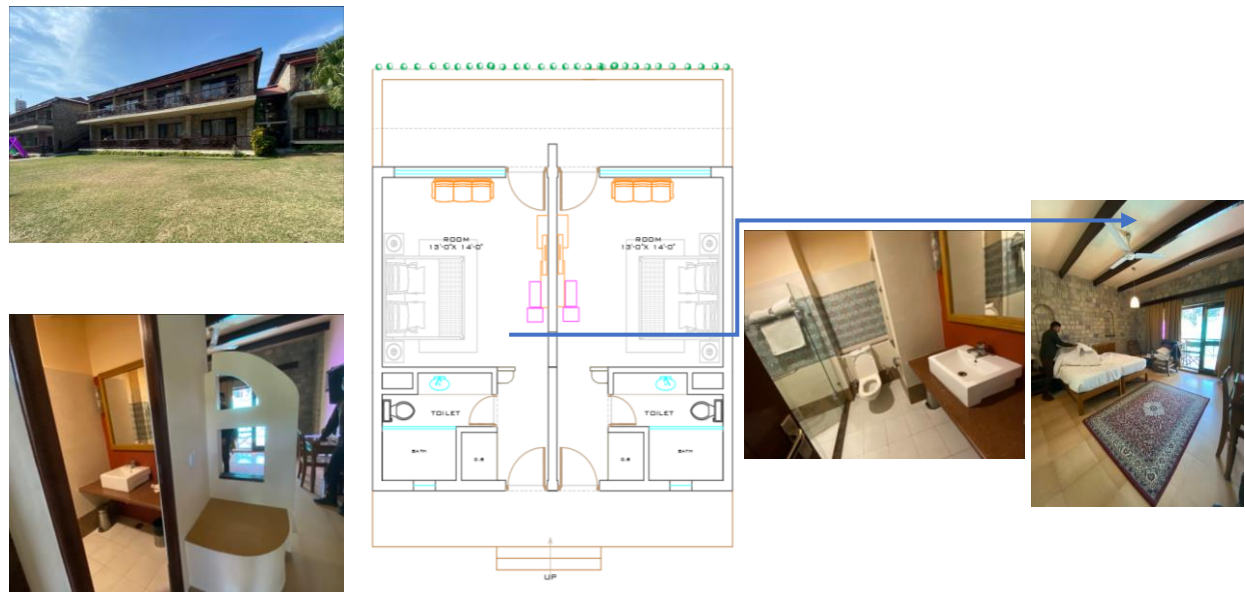 ROOM
13'-0"X 14'-0"
ROOM
13'-0"X 14'-0"
TOILET
TOILET
BATH
C.B
C.B
BATH
UP